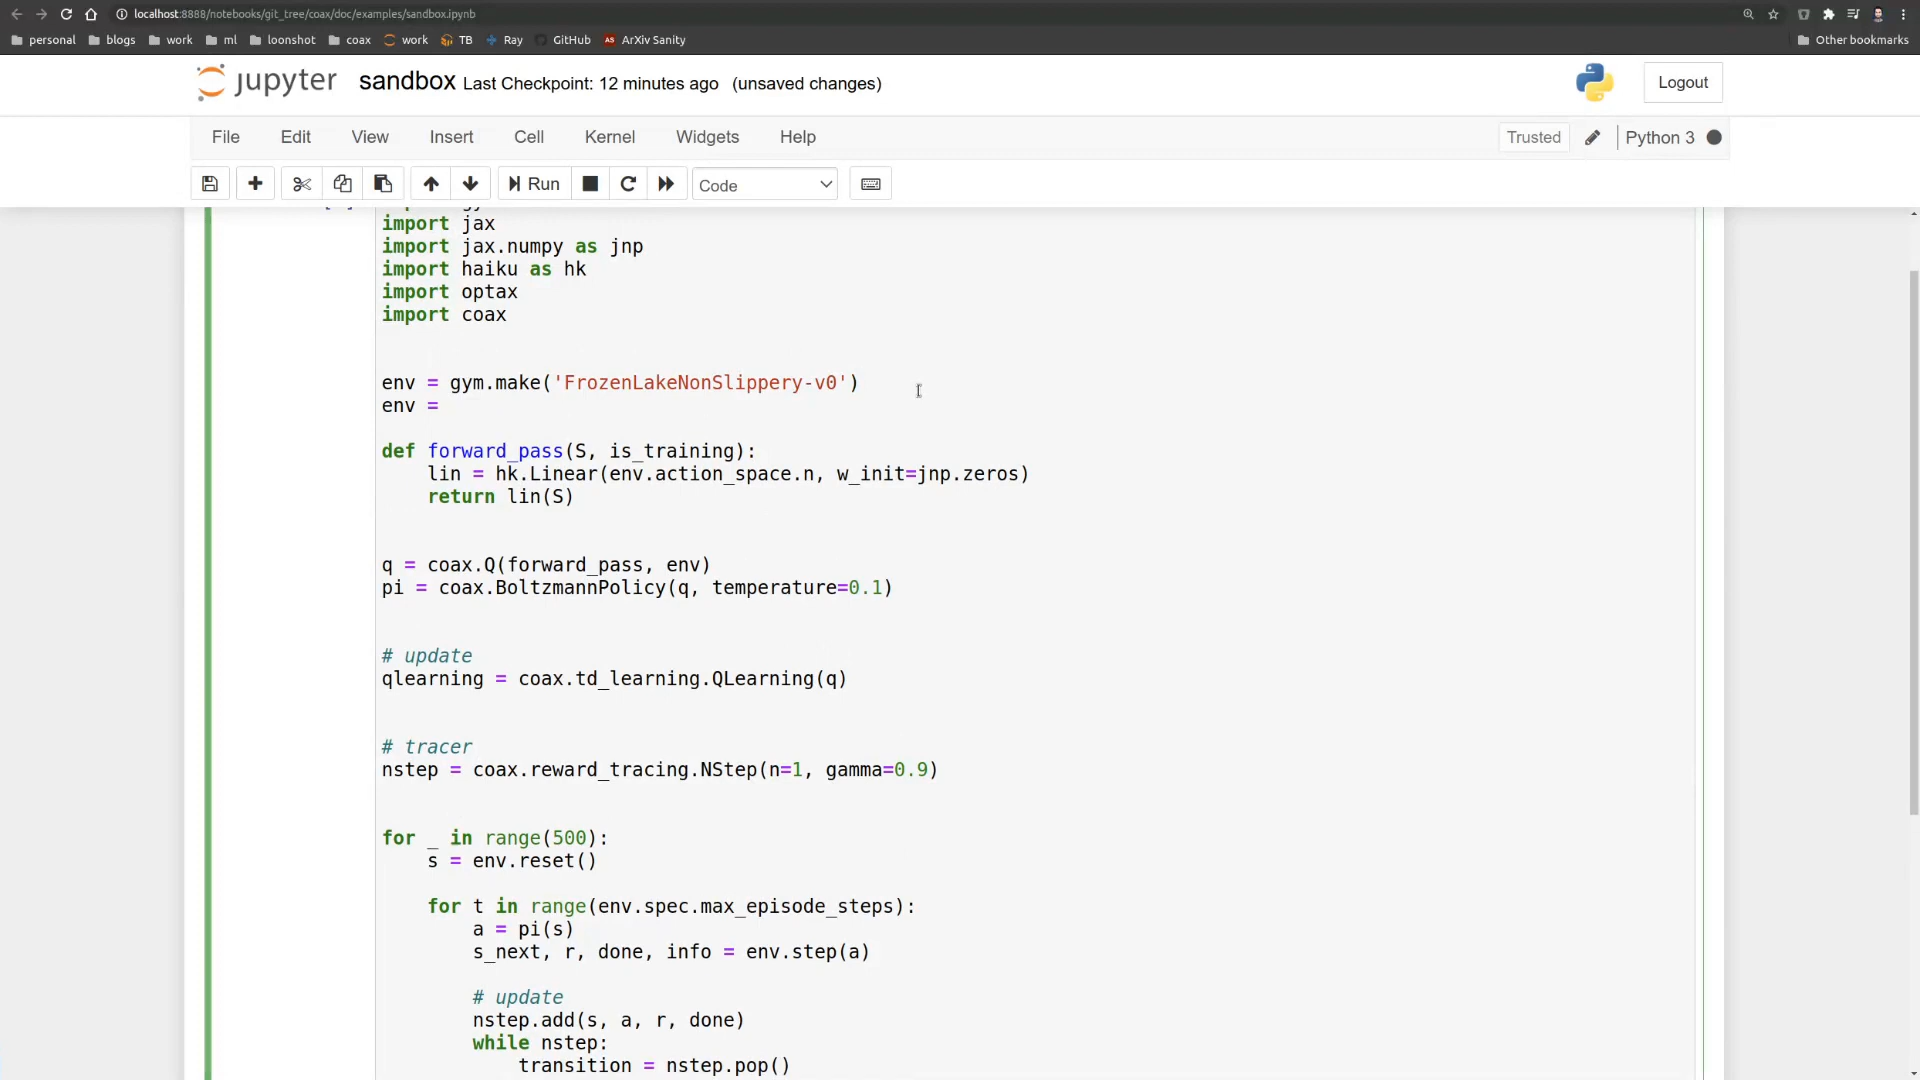 localhost:8888/notebooks/git_tree/coax/doc/examples/sandbox.ipynb
personal blogs work ml loonshot coax work TB Ray GitHub AS ArXiv Sanity Other bookmarks
jupyter sandbox Last Checkpoint: 12 minutes ago (unsaved changes) Logout
File Edit View Insert Cell Kernel Widgets Help Trusted Python 3
Run Code
import jax
import jax.numpy as jnp
import haiku as hk
import optax
import coax
env = gym.make('FrozenLakeNonSlippery-v0')
env =
def forward_pass(S, is_training):
    lin = hk.Linear(env.action_space.n, w_init=jnp.zeros)
    return lin(S)
q = coax.Q(forward_pass, env)
pi = coax.BoltzmannPolicy(q, temperature=0.1)
# update
qlearning = coax.td_learning.QLearning(q)
# tracer
nstep = coax.reward_tracing.NStep(n=1, gamma=0.9)
for _ in range(500):
    s = env.reset()
    for t in range(env.spec.max_episode_steps):
        a = pi(s)
        s_next, r, done, info = env.step(a)
        # update
        nstep.add(s, a, r, done)
        while nstep:
            transition = nstep.pop()